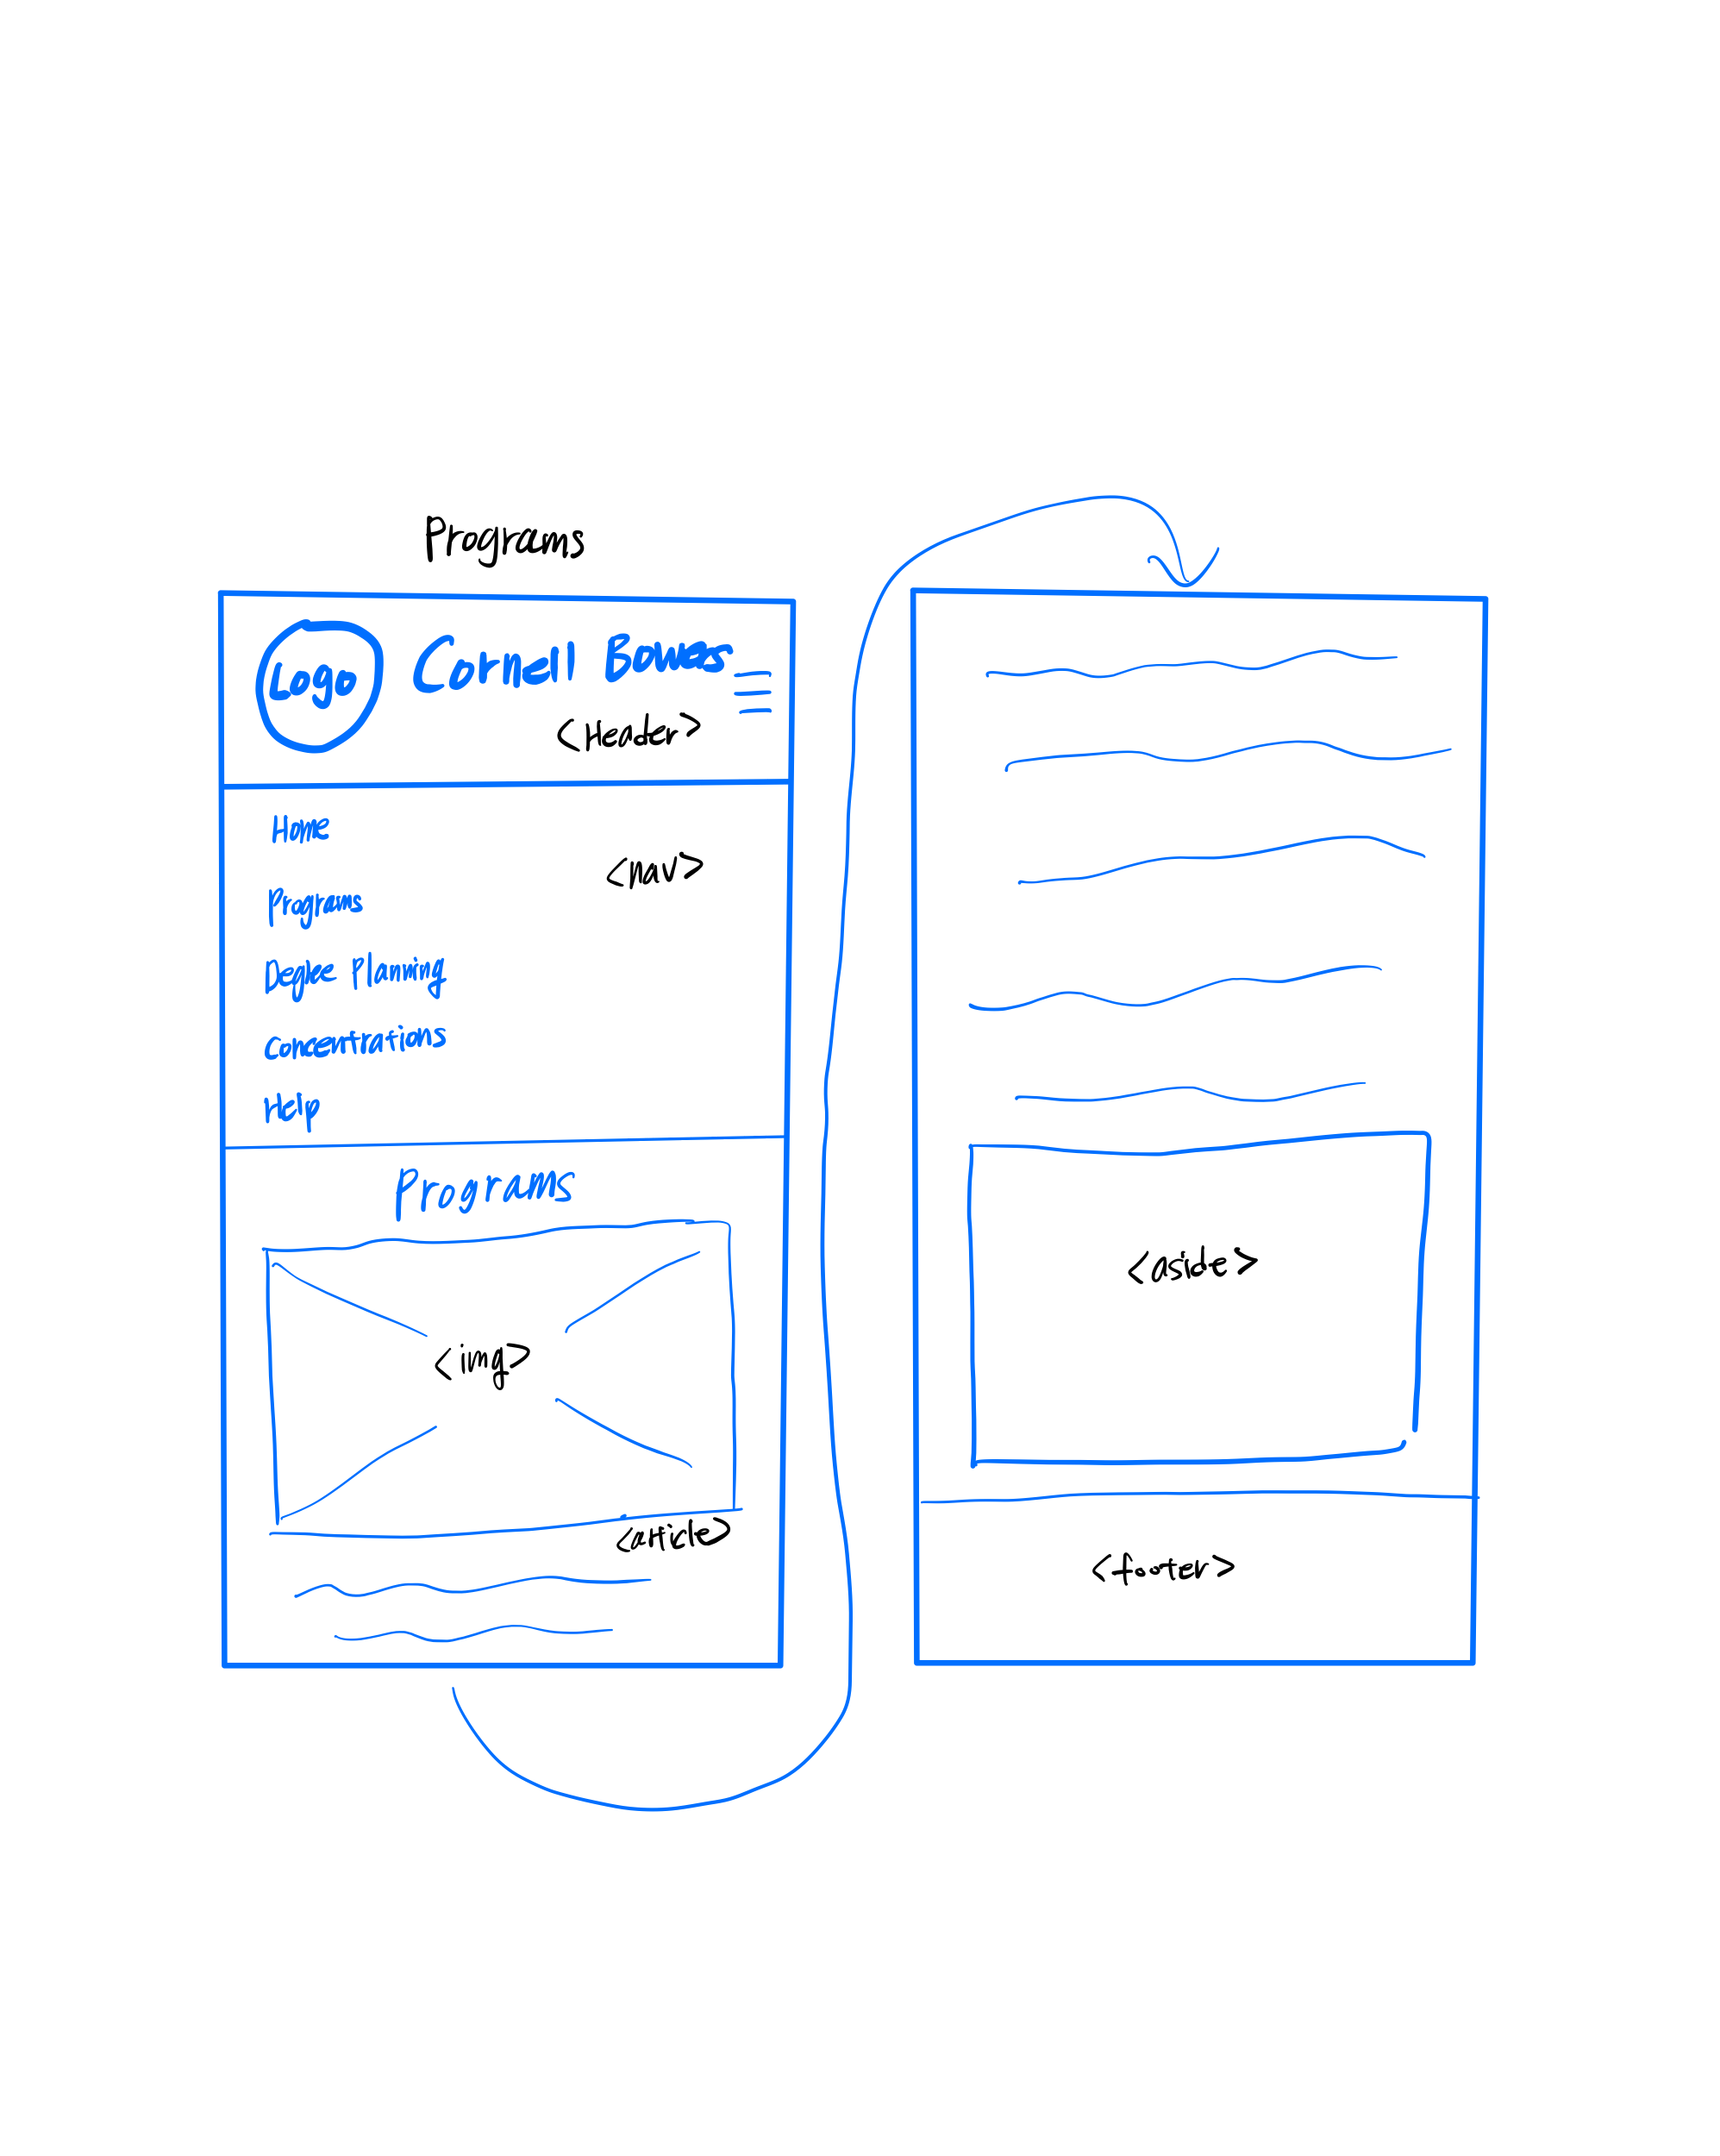 Programs
Logo Cornell Bowers
<Header>
Home
<nav>
Programs
Degree Planning
Concentrations
Help
Programs
<img>
<article>
<aside>
<footer>